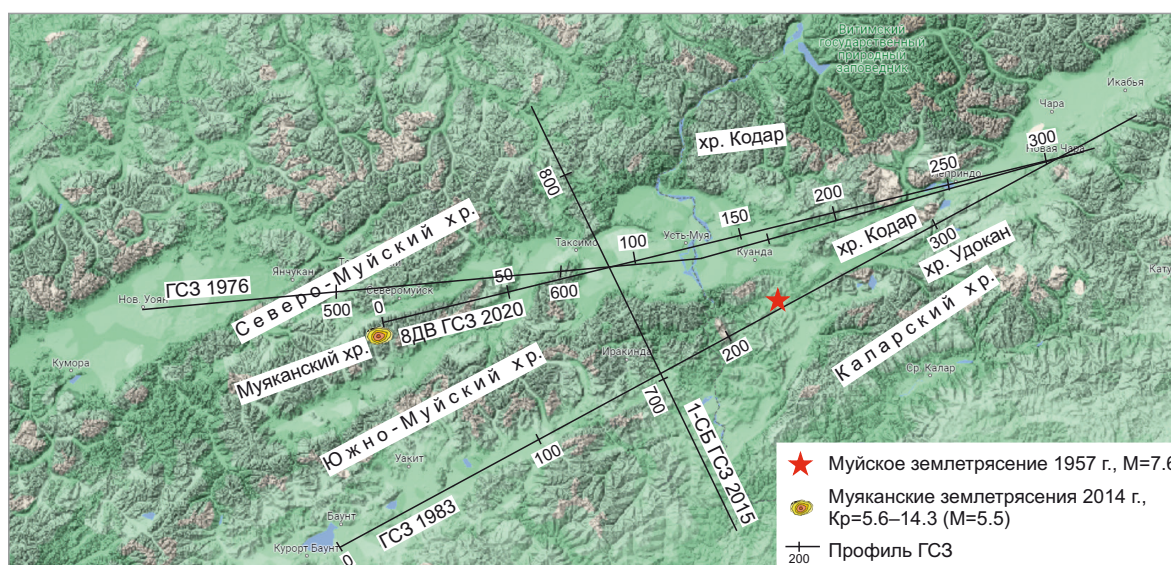 Витимский
государственный
природный
заповедник
Икабья
Чара
хр. Кодар
300
Новая Чара
250
800
200
Северо-Муйский хр.
150
Таксимо
100
Усть-Муя
Куанда
хр. Кодар
300
хр. Удокан
Янчукан
ГСЗ 1976
Нов. Уоян
50
600
500
Северомуйск
0
8ДВ ГСЗ 2020
Муяканский хр.
Кумора
200
Каларский хр.
Ср. Калар
Южно-Муйский хр.
700
1-СБ ГСЗ 2015
100
Уакит
ГСЗ 1983
Баунт
Курорт Баунт
0
Муйское землетрясение 1957 г., М=7.6
Муяканские землетрясения 2014 г.,
Кр=5.6–14.3 (М=5.5)
200
Профиль ГСЗ